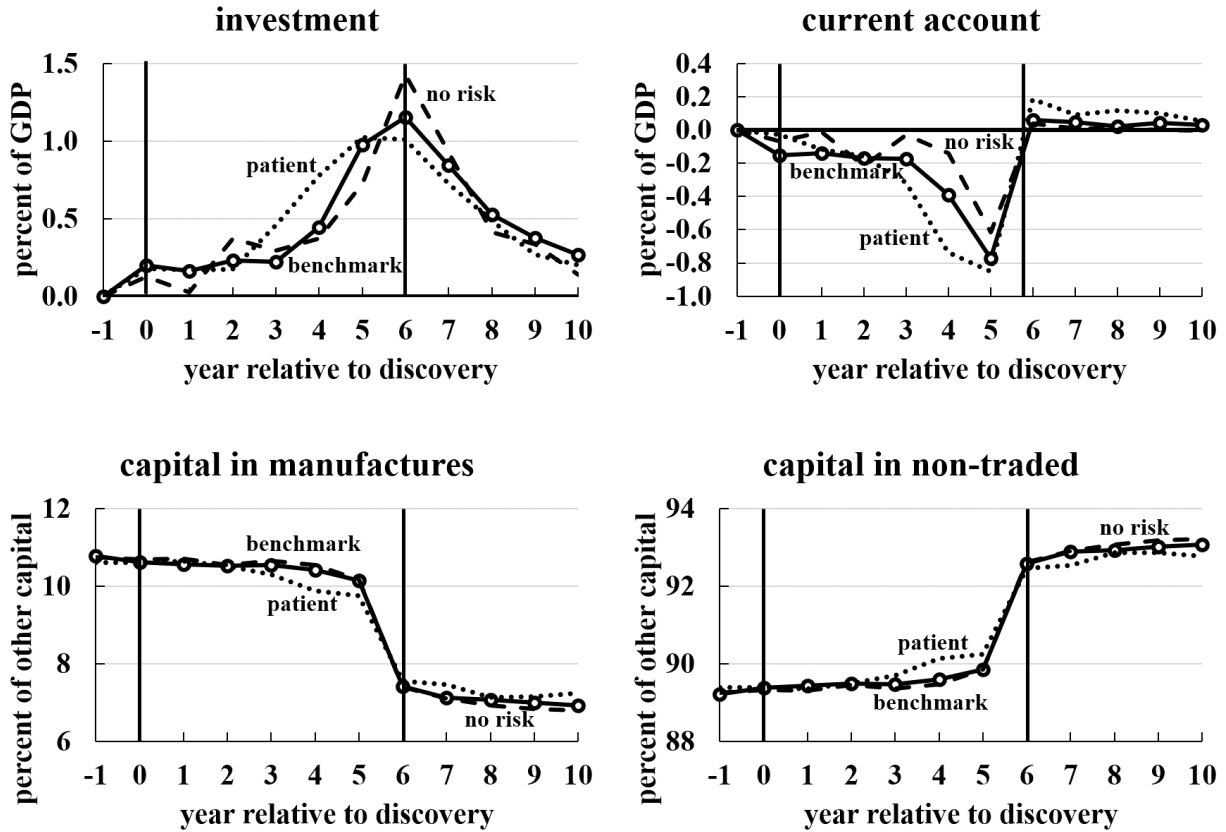 investment
percent of GDP
1.5
1.0
0.5
0.0
no risk
patient
benchmark
-1 0 1 2 3 4 5 6 7 8 9 10
year relative to discovery
current account
percent of GDP
0.4
0.2
0.0
-0.2
-0.4
-0.6
-0.8
-1.0
no risk
benchmark
patient
-1 0 1 2 3 4 5 6 7 8 9 10
year relative to discovery
capital in manufactures
percent of other capital
12
10
8
6
benchmark
patient
no risk
-1 0 1 2 3 4 5 6 7 8 9 10
year relative to discovery
capital in non-traded
percent of other capital
94
92
90
88
no risk
patient
benchmark
-1 0 1 2 3 4 5 6 7 8 9 10
year relative to discovery